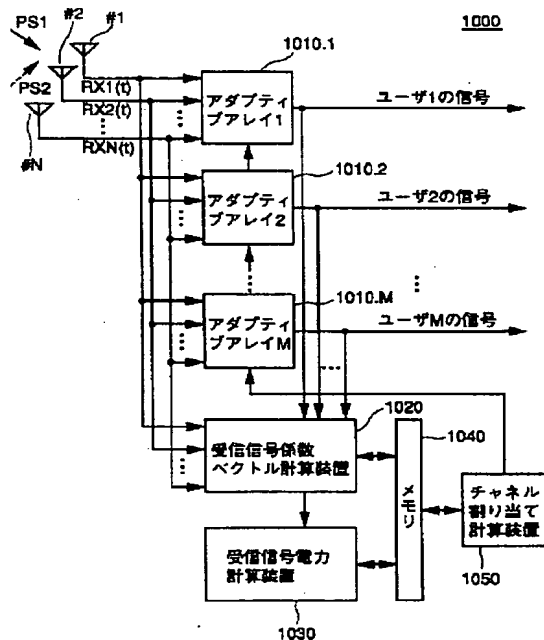 PS1
#2
#1
1000
PS2
#N
RX1(t)
RX2(t)
RXN(t)
1010.1
アダプティ
ブアレイ1
ユーザ1の信号
1010.2
アダプティ
ブアレイ2
ユーザ2の信号
1010.M
アダプティ
ブアレイM
ユーザMの信号
1020
受信信号係数
ベクトル計算装置
1040
メモリ
チャネル
割り当て
計算装置
1050
受信信号電力
計算装置
1030